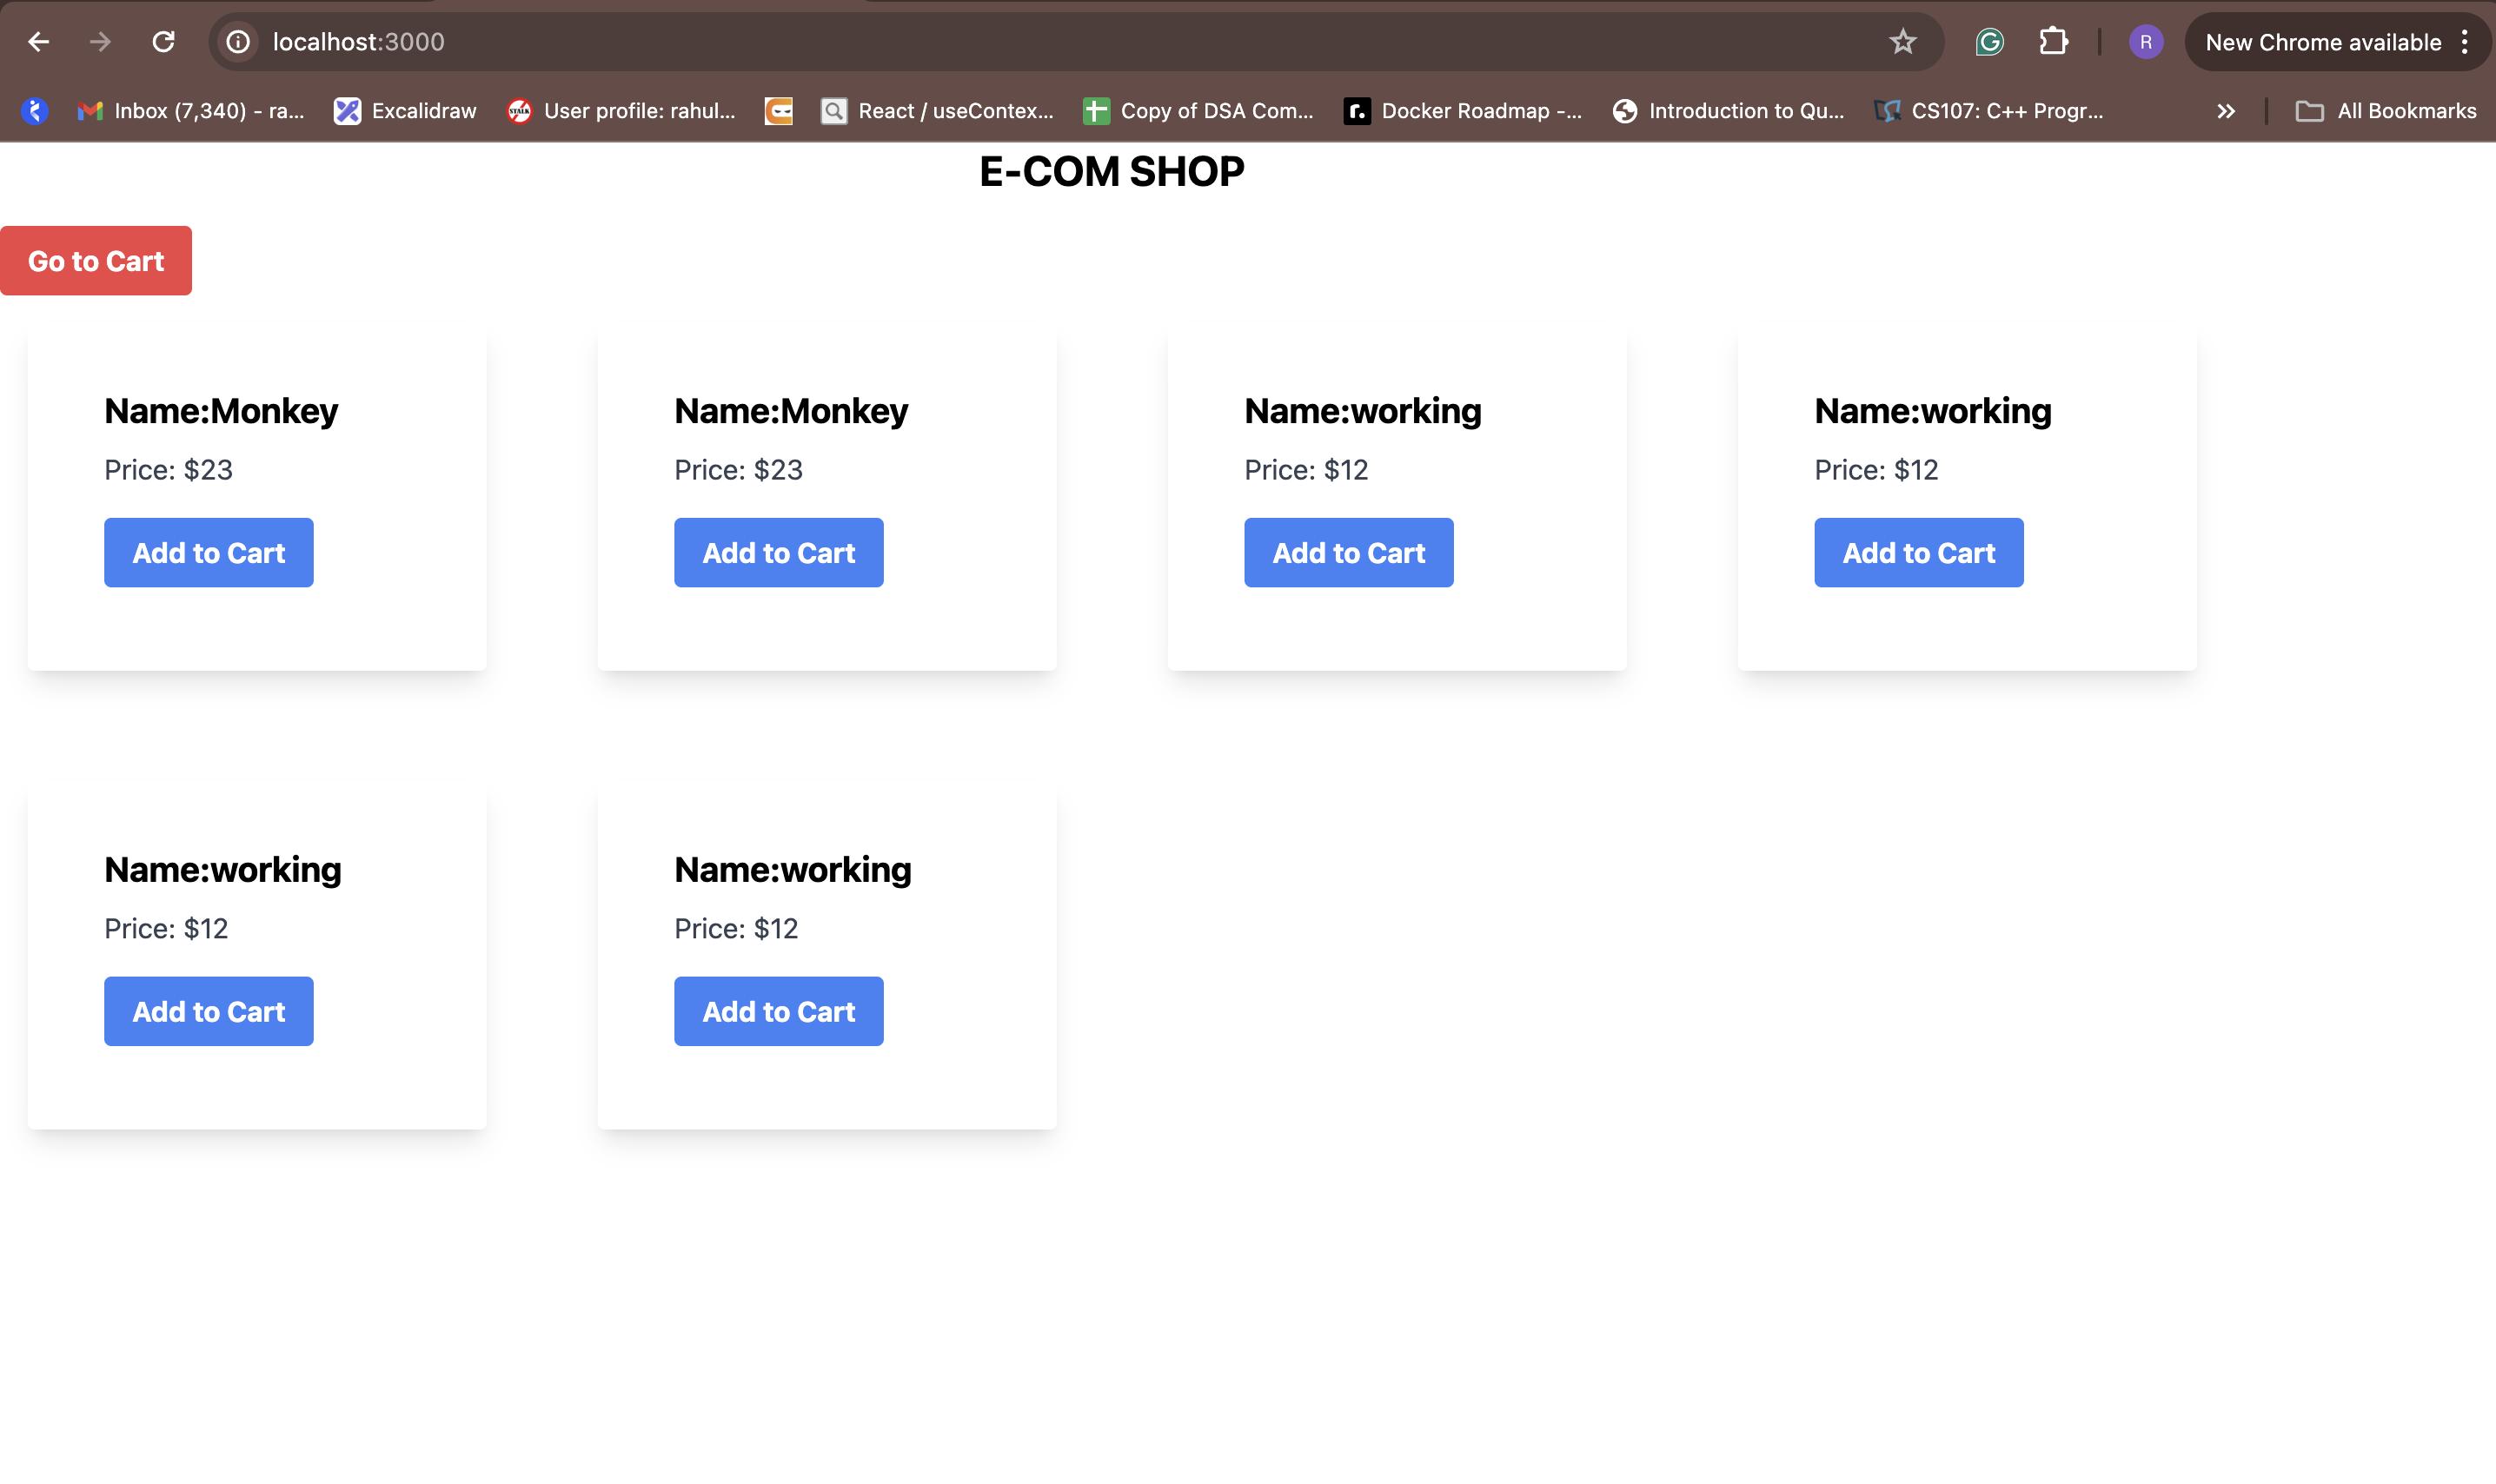 localhost:3000
R
New Chrome available
Inbox (7,340) - ra...
Excalidraw
STALK
User profile: rahul...
React / useContex...
Copy of DSA Com...
r.
Docker Roadmap -...
Introduction to Qu...
CS107: C++ Progr...
All Bookmarks
E-COM SHOP
Go to Cart
Name:Monkey
Price: $23
Add to Cart
Name:Monkey
Price: $23
Add to Cart
Name:working
Price: $12
Add to Cart
Name:working
Price: $12
Add to Cart
Name:working
Price: $12
Add to Cart
Name:working
Price: $12
Add to Cart